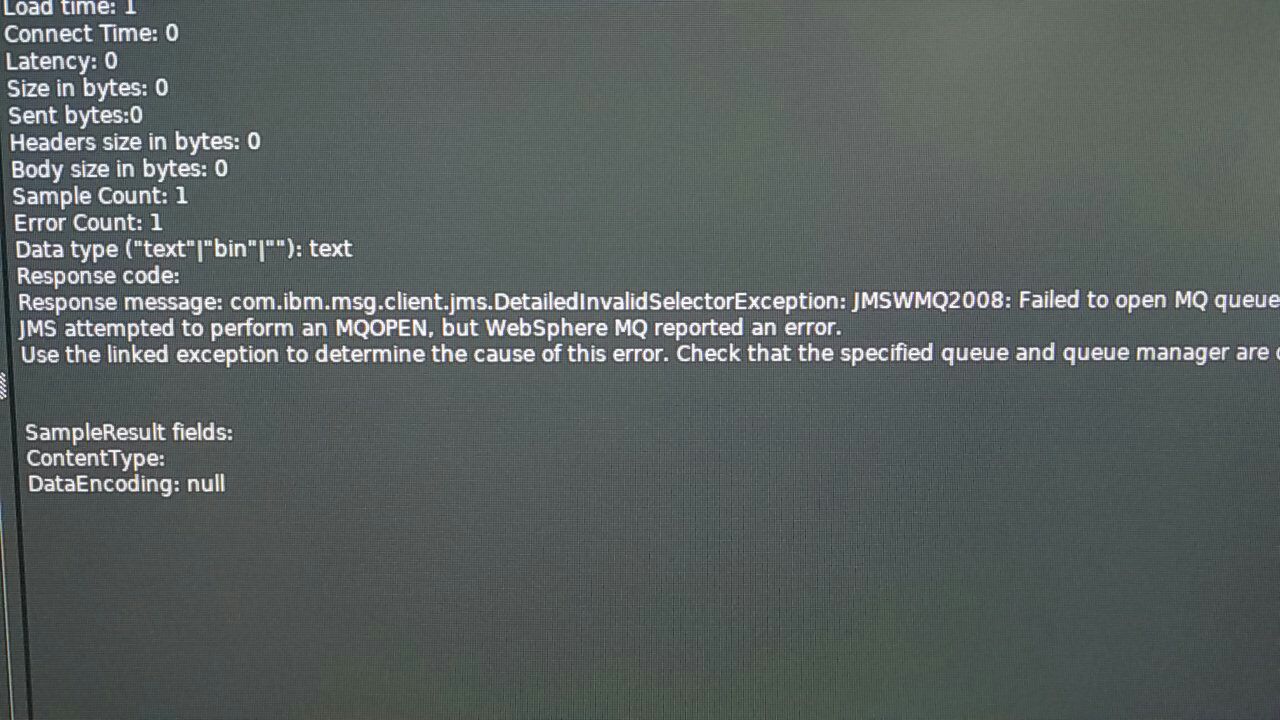 Load time: 1
Connect Time: 0
Latency: 0
Size in bytes: 0
Sent bytes:0
Headers size in bytes: 0
Body size in bytes: 0
Sample Count: 1
Error Count: 1
Data type ("text"|"bin"|""): text
Response code:
Response message: com.ibm.msg.client.jms.DetailedInvalidSelectorException: JMSWMQ2008: Failed to open MQ queue
JMS attempted to perform an MQOPEN, but WebSphere MQ reported an error.
Use the linked exception to determine the cause of this error. Check that the specified queue and queue manager are
SampleResult fields:
ContentType:
DataEncoding: null